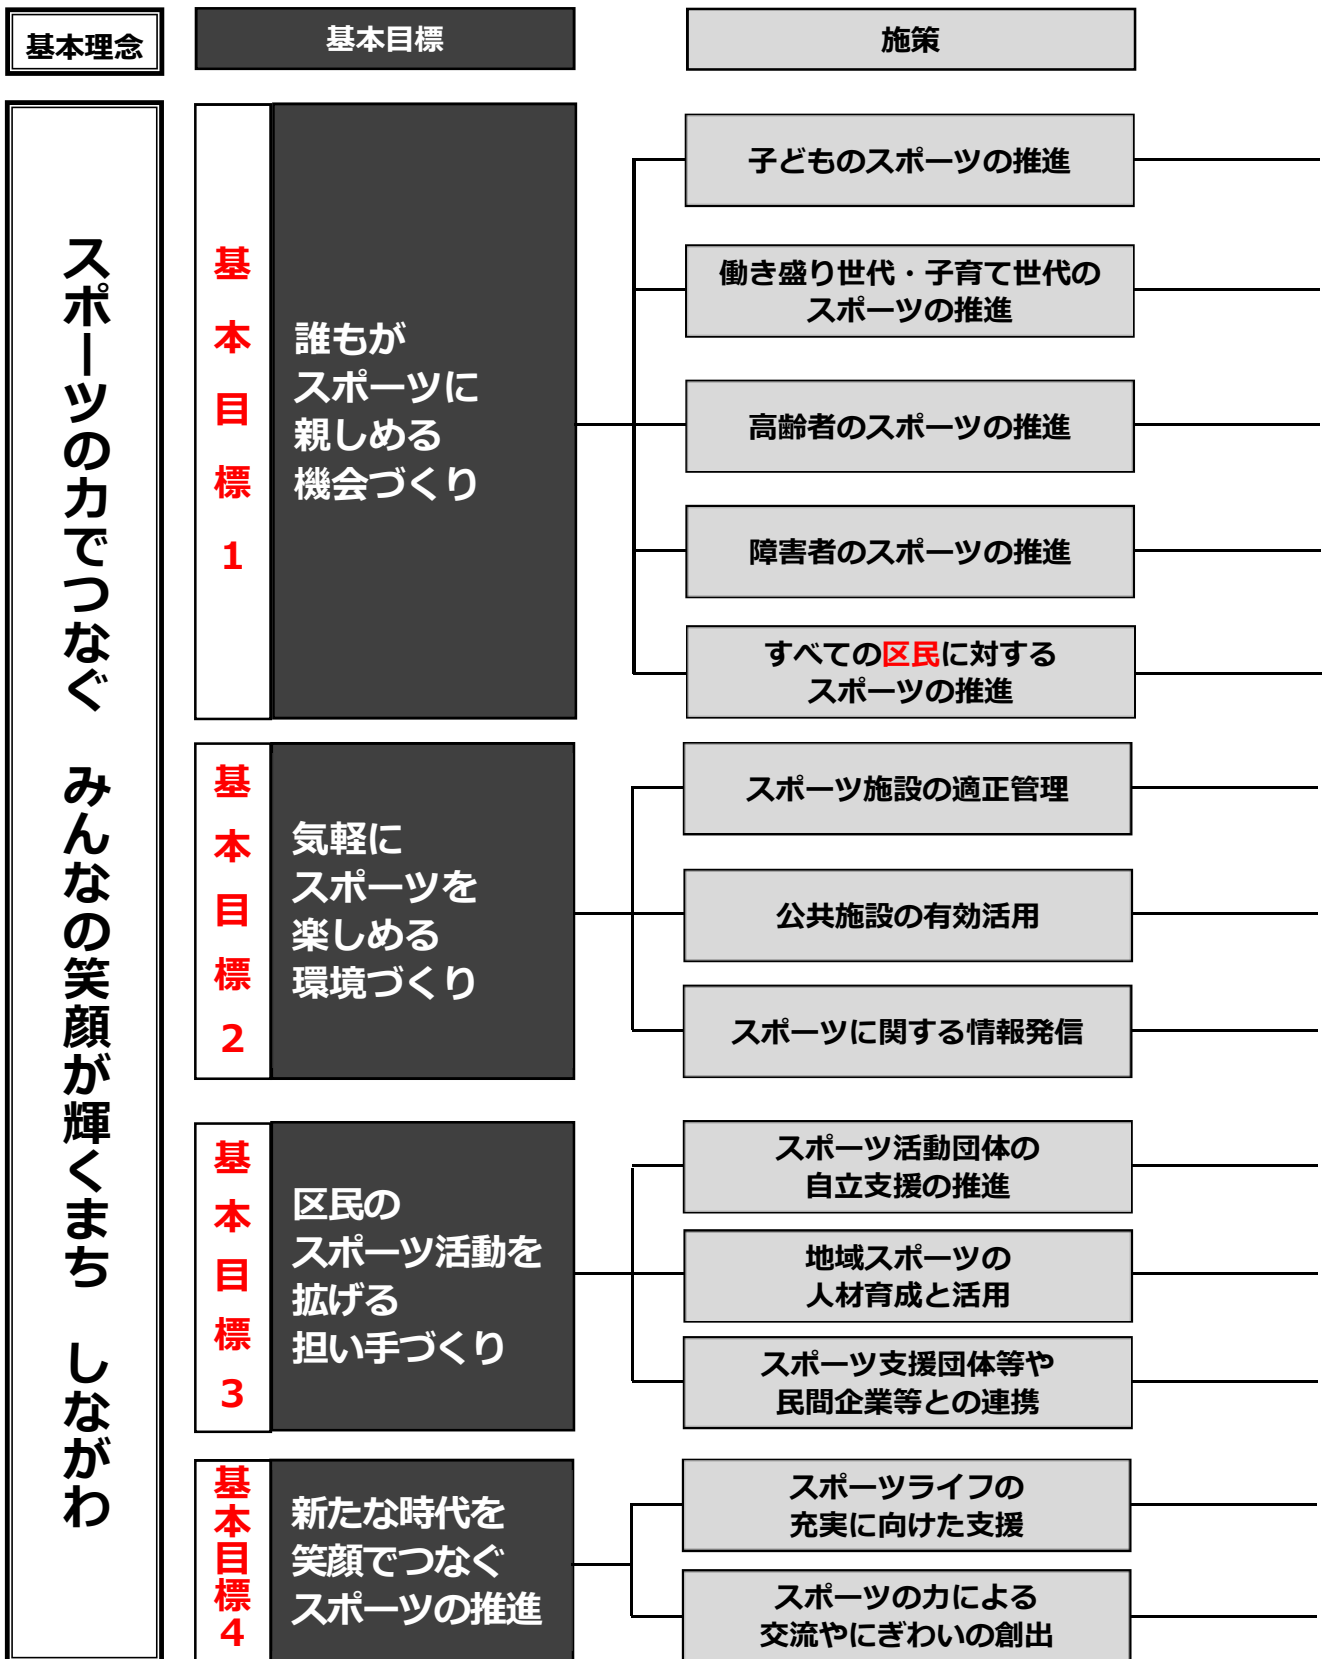 基本理念
基本目標
施策
スポーツの力でつなぐ　みんなの笑顔が輝くまち　しながわ
基本目標1
誰もが
スポーツに
親しめる
機会づくり
子どものスポーツの推進
働き盛り世代・子育て世代の
スポーツの推進
高齢者のスポーツの推進
障害者のスポーツの推進
すべての区民に対する
スポーツの推進
基本目標2
気軽に
スポーツを
楽しめる
環境づくり
スポーツ施設の適正管理
公共施設の有効活用
スポーツに関する情報発信
基本目標3
区民の
スポーツ活動を
拡げる
担い手づくり
スポーツ活動団体の
自立支援の推進
地域スポーツの
人材育成と活用
スポーツ支援団体等や
民間企業等との連携
基本目標4
新たな時代を
笑顔でつなぐ
スポーツの推進
スポーツライフの
充実に向けた支援
スポーツの力による
交流やにぎわいの創出